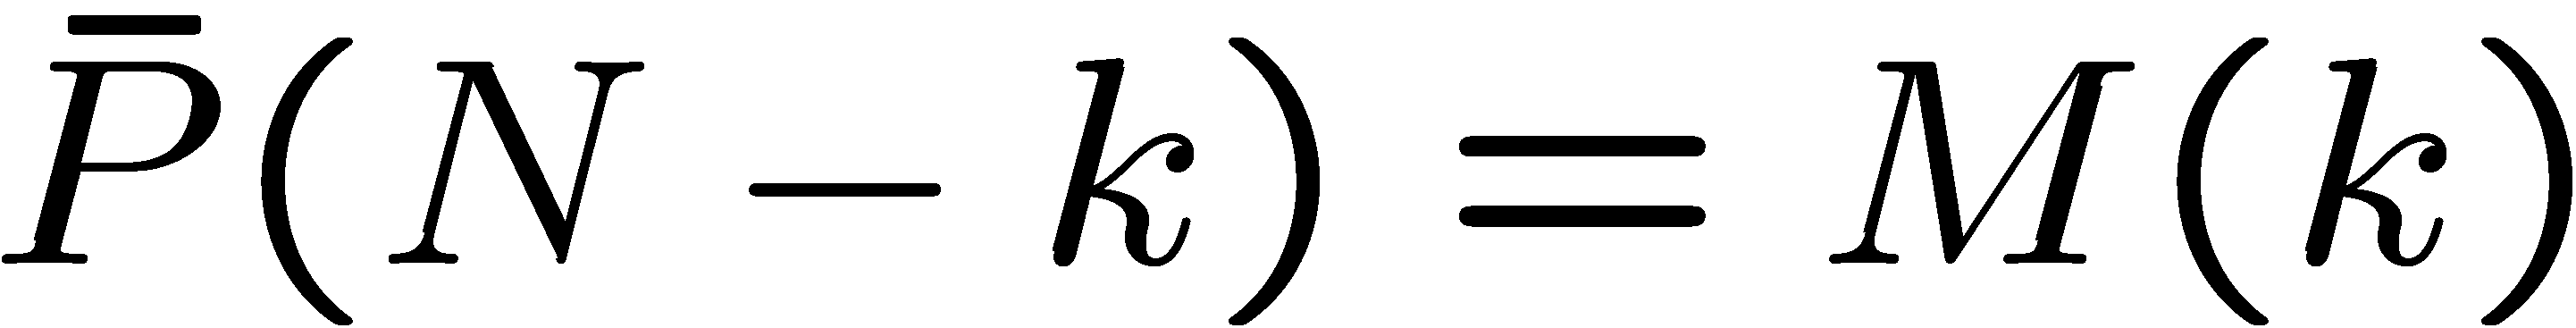 P̄(N − k) = M(k)